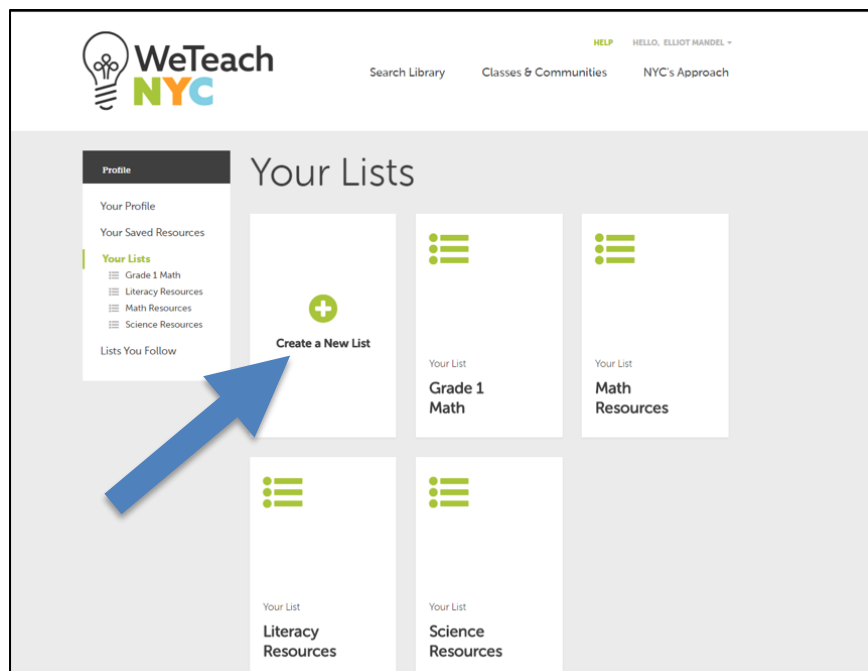 HELP HELLO, ELLIOT MANDEL
WeTeach
NYC
Search Library Classes & Communities NYC's Approach
Profile
Your Profile
Your Saved Resources
Your Lists
Grade 1 Math
Literacy Resources
Math Resources
Science Resources
Lists You Follow
Your Lists
Create a New List
Your List
Grade 1
Math
Your List
Math
Resources
Your List
Literacy
Resources
Your List
Science
Resources